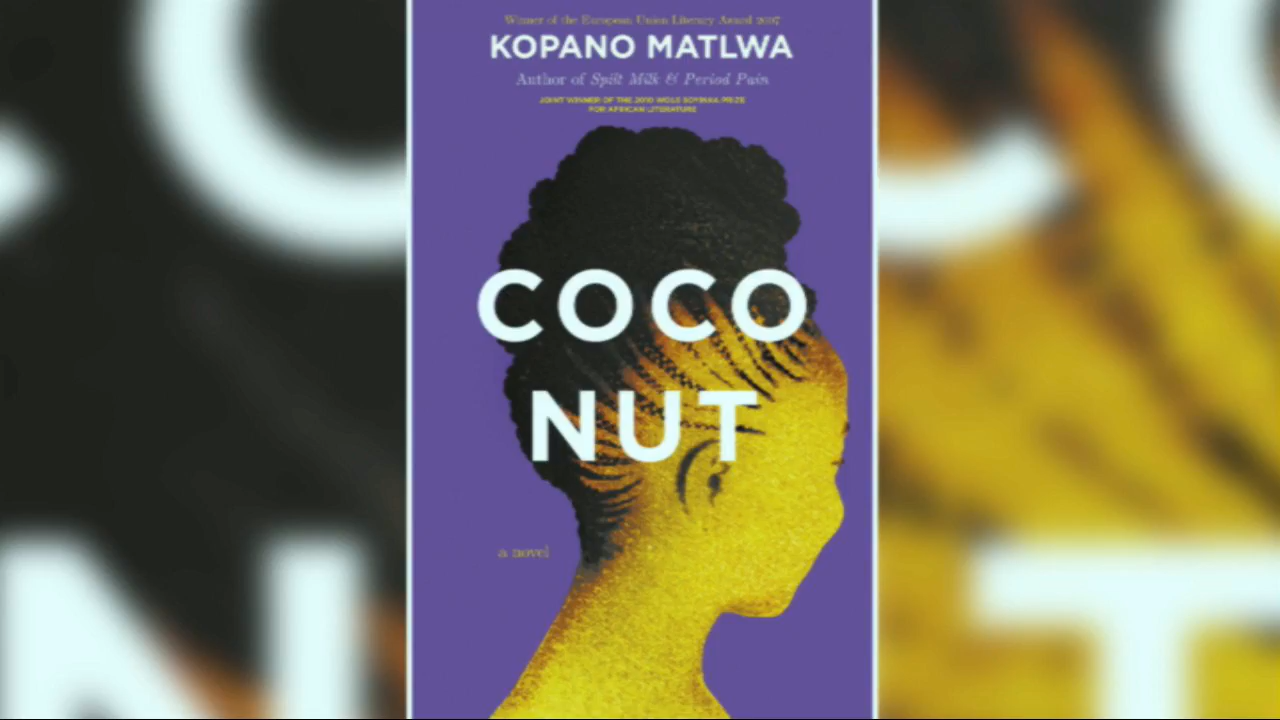 Winner of the European Union Literary Award 2007
KOPANO MATLWA
Author of Spilt Milk & Period Pain
JOINT WINNER OF THE 2010 WOLE SOYINKA PRIZE
FOR AFRICAN LITERATURE
COCO
NUT
a novel